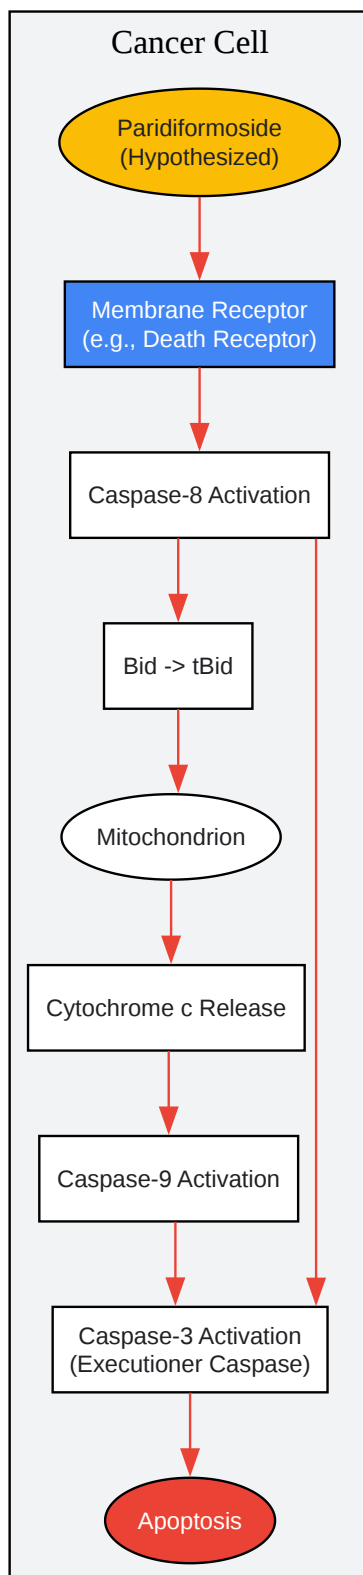 Cancer Cell
Paridiformoside
(Hypothesized)
Membrane Receptor
(e.g., Death Receptor)
Caspase-8 Activation
Bid -> tBid
Mitochondrion
Cytochrome c Release
Caspase-9 Activation
Caspase-3 Activation
(Executioner Caspase)
Apoptosis